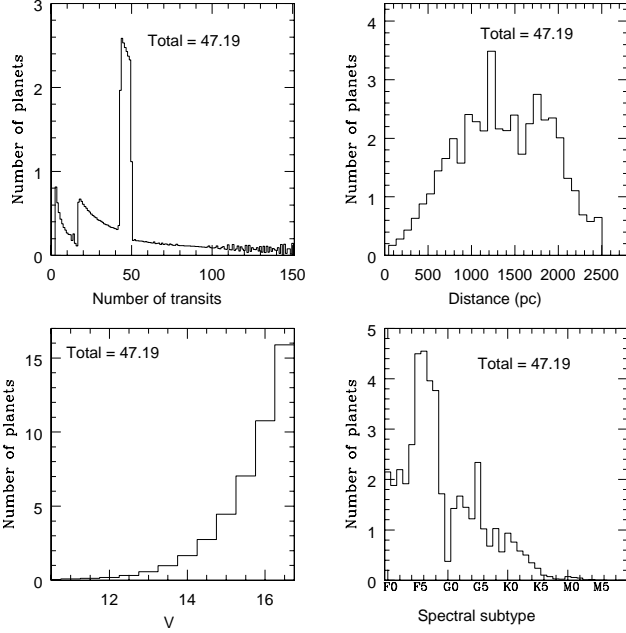 Total = 47.19
Number of planets
0
1
2
3
0 50 100 150
Number of transits
Total = 47.19
Number of planets
0
1
2
3
4
0 500 1000 1500 2000 2500
Distance (pc)
Total = 47.19
Number of planets
0
5
10
15
12 14 16
V
Total = 47.19
Number of planets
0
1
2
3
4
5
F0 F5 G0 G5 K0 K5 M0 M5
Spectral subtype